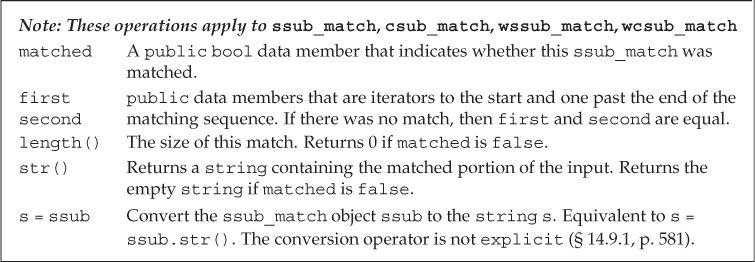 Note: These operations apply to ssub_match, csub_match, wssub_match, wcsub_match
matched A public bool data member that indicates whether this ssub_match was
matched.
first public data members that are iterators to the start and one past the end of the
second matching sequence. If there was no match, then first and second are equal.
length() The size of this match. Returns 0 if matched is false.
str() Returns a string containing the matched portion of the input. Returns the
empty string if matched is false.
s = ssub Convert the ssub_match object ssub to the string s. Equivalent to s =
ssub.str(). The conversion operator is not explicit (§ 14.9.1, p. 581).